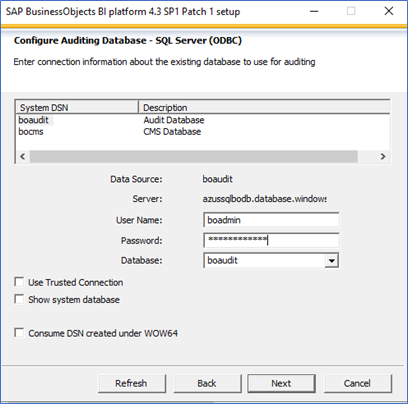 SAP BusinessObjects BI platform 4.3 SP1 Patch 1 setup
Configure Auditing Database - SQL Server (ODBC)
Enter connection information about the existing database to use for auditing
System DSN Description
boaudit Audit Database
bocms CMS Database
Data Source: boaudit
Server: azussqlbodb.database.windows
User Name: boadmin
Password: ************
Database: boaudit
Use Trusted Connection
Show system database
Consume DSN created under WOW64
Refresh Back Next Cancel